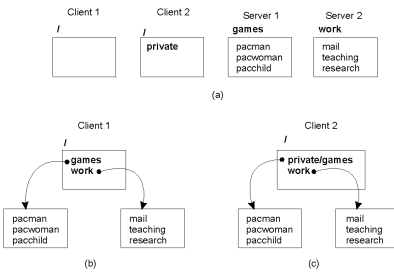 Client 1
Client 2
Server 1
Server 2
/
/
games
work
private
pacman
pacwoman
pacchild
mail
teaching
research
(a)
Client 1
/
games
work
pacman
pacwoman
pacchild
mail
teaching
research
(b)
Client 2
/
private/games
work
pacman
pacwoman
pacchild
mail
teaching
research
(c)